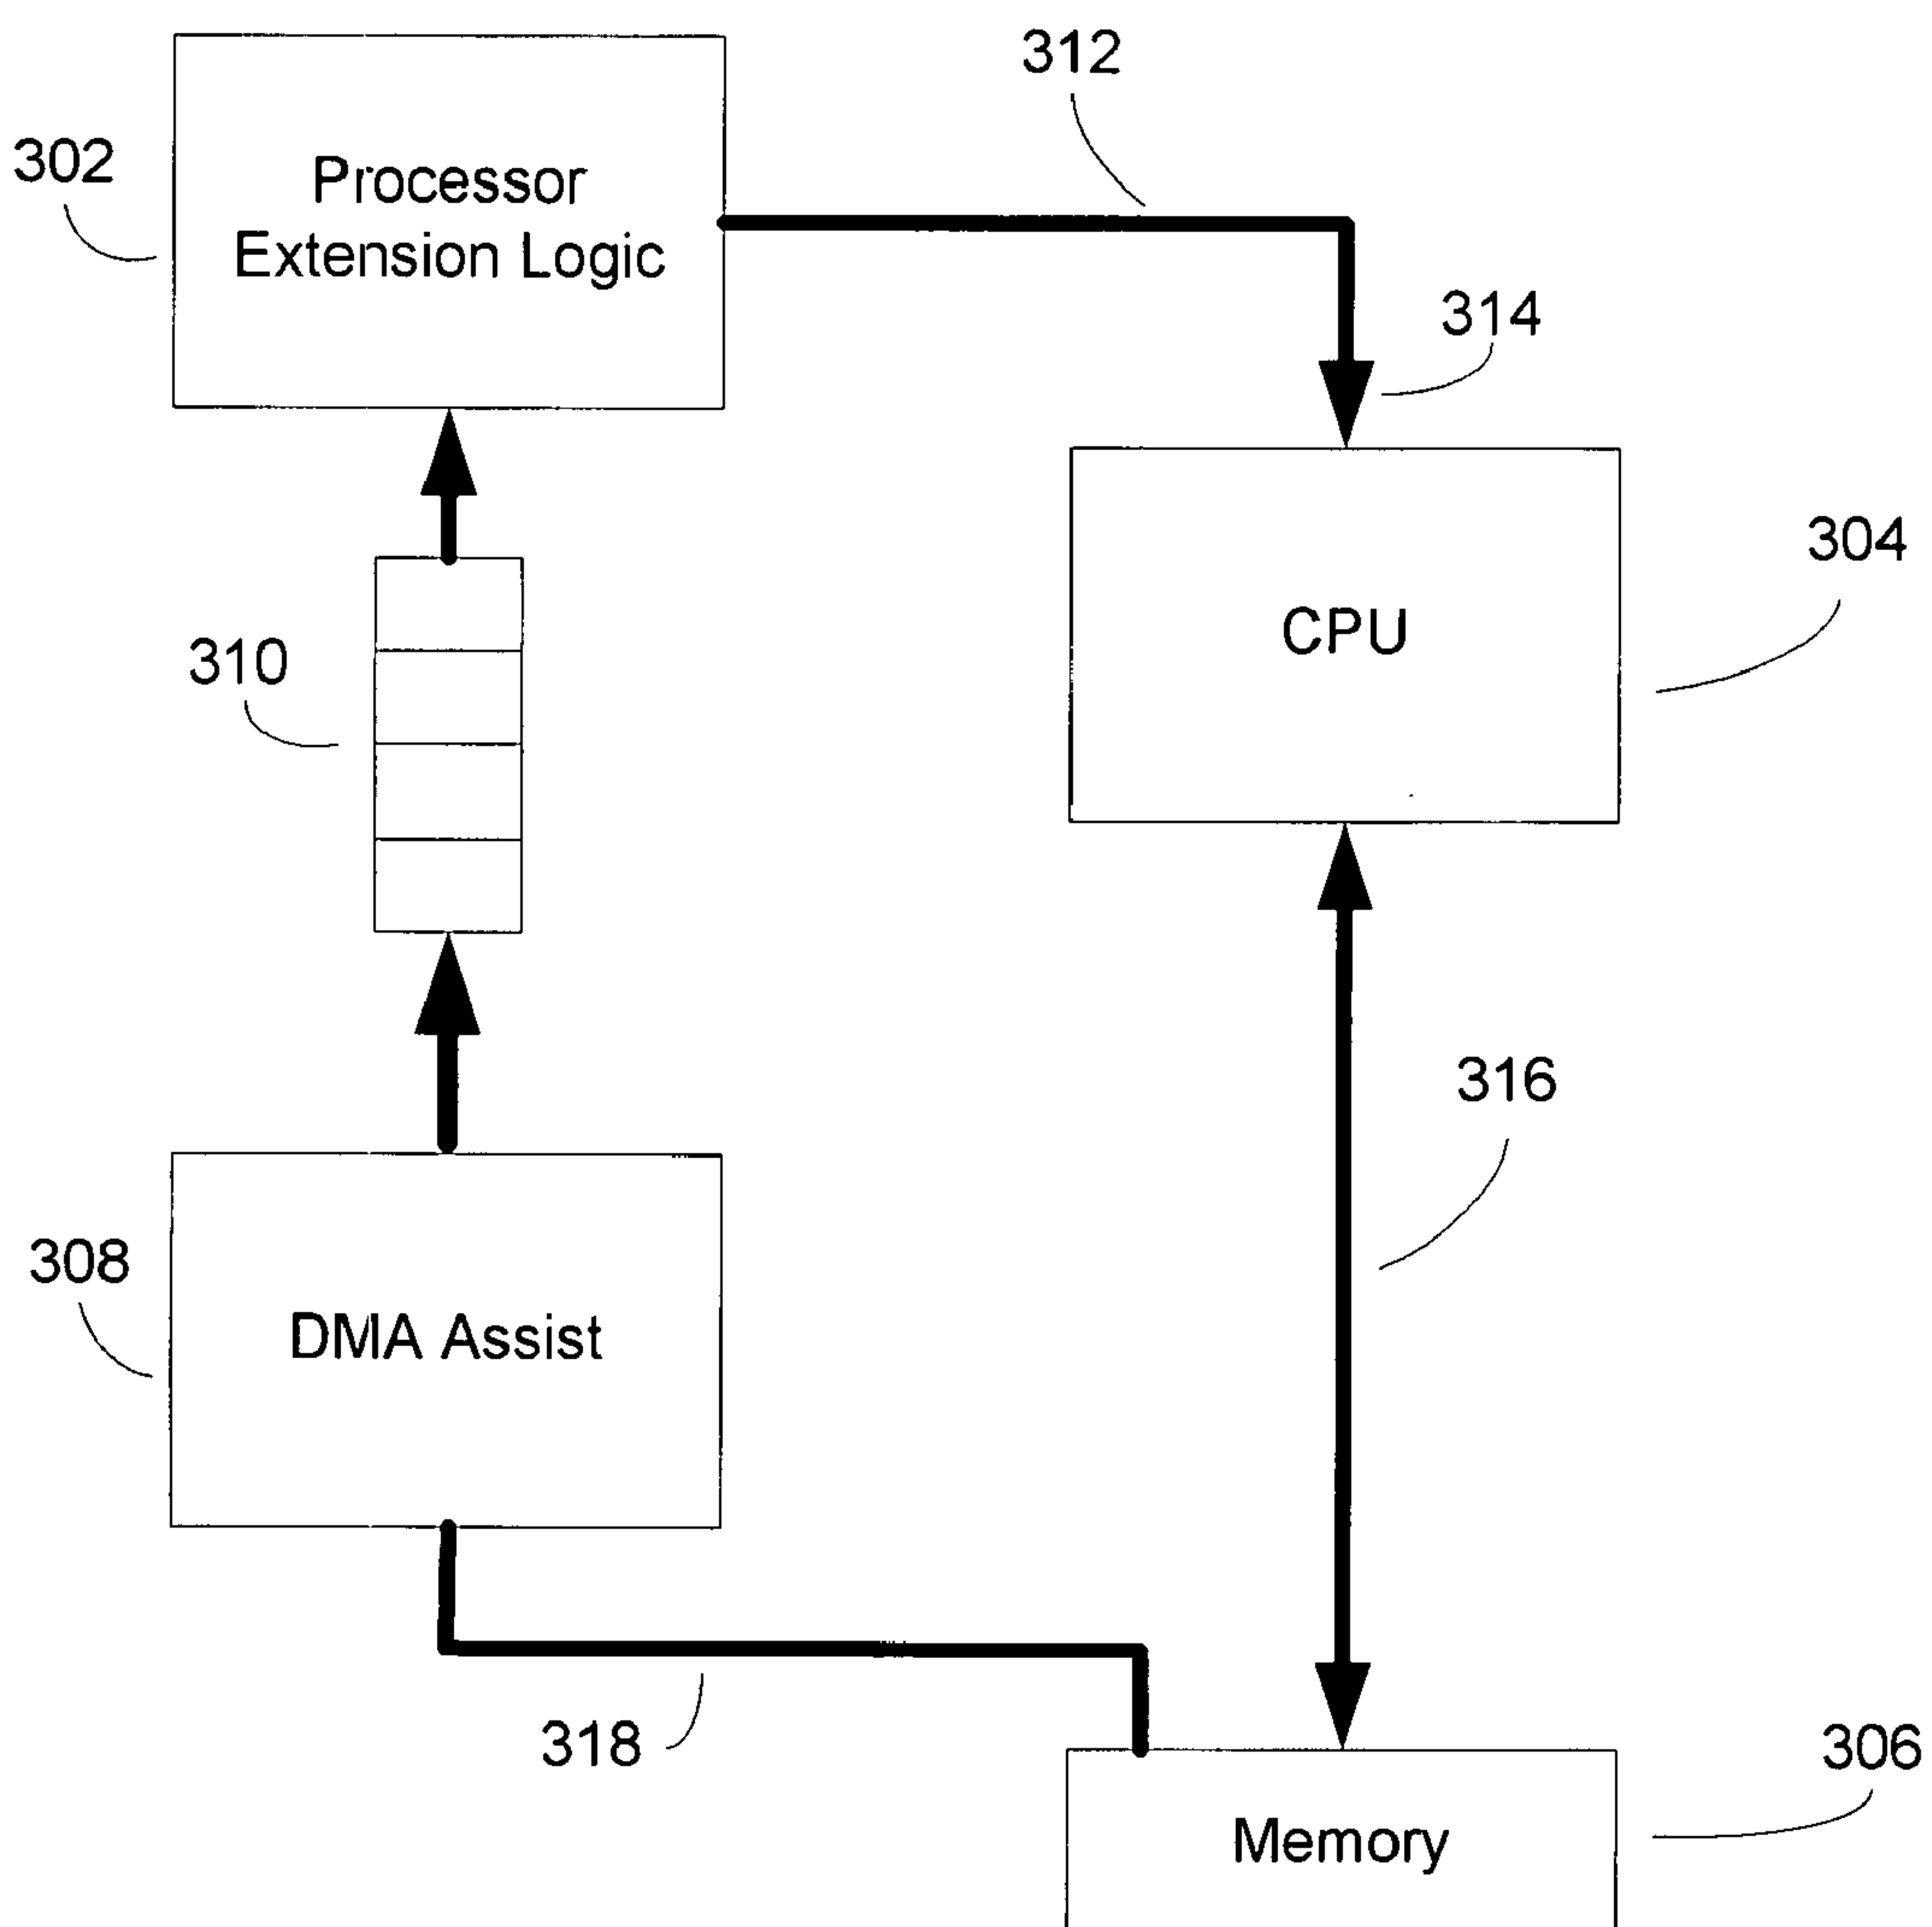 312
302
Processor
Extension Logic
314
304
CPU
310
316
308
DMA Assist
318
306
Memory